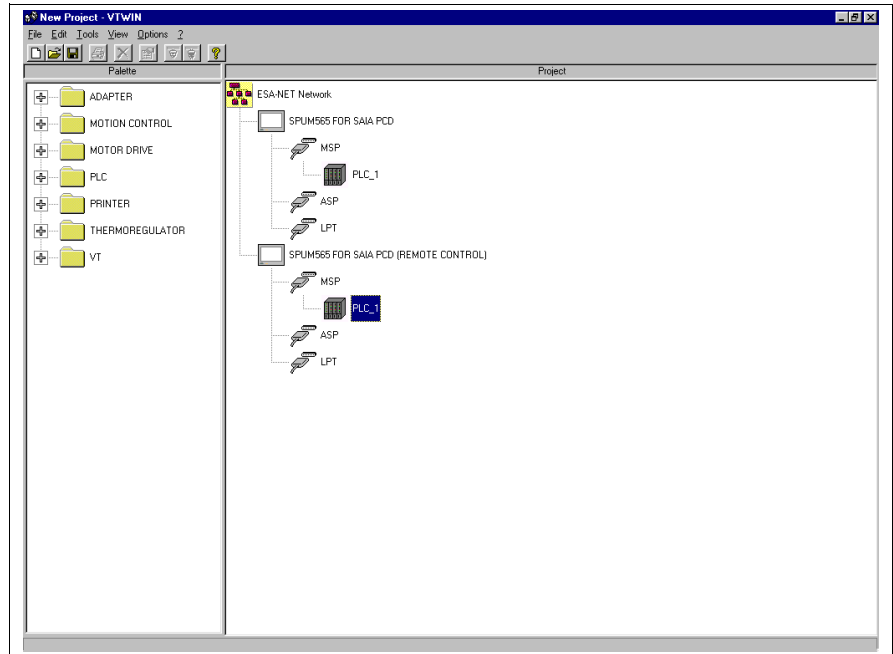 New Project - VTWIN
File Edit Tools View Options ?
Palette
Project
ADAPTER
MOTION CONTROL
MOTOR DRIVE
PLC
PRINTER
THERMOREGULATOR
VT
ESA-NET Network
SPUM565 FOR SAIA PCD
MSP
PLC_1
ASP
LPT
SPUM565 FOR SAIA PCD (REMOTE CONTROL)
MSP
PLC_1
ASP
LPT